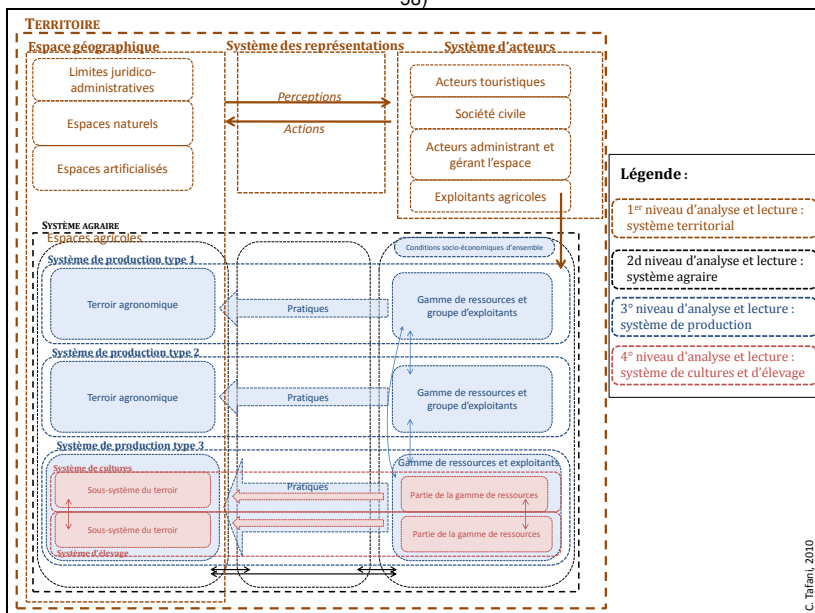 58)
TERRITOIRE
Espace géographique
Système des représentations
Système d'acteurs
Limites juridico-
administratives
Espaces naturels
Espaces artificialisés
Perceptions
Actions
Acteurs touristiques
Société civile
Acteurs administrant et
gérant l'espace
Exploitants agricoles
SYSTÈME AGRAIRE
Espaces agricoles
Conditions socio-économiques d'ensemble
Système de production type 1
Terroir agronomique
Pratiques
Gamme de ressources et
groupe d'exploitants
Système de production type 2
Terroir agronomique
Pratiques
Gamme de ressources et
groupe d'exploitants
Système de production type 3
Gamme de ressources et exploitants
Système de cultures
Pratiques
Sous-système du terroir
Partie de la gamme de ressources
Sous-système du terroir
Partie de la gamme de ressources
Système d'élevage
Légende :
1er niveau d'analyse et lecture :
système territorial
2d niveau d'analyse et lecture :
système agraire
3° niveau d'analyse et lecture :
système de production
4° niveau d'analyse et lecture :
système de cultures et d'élevage
C. Tafani, 2010